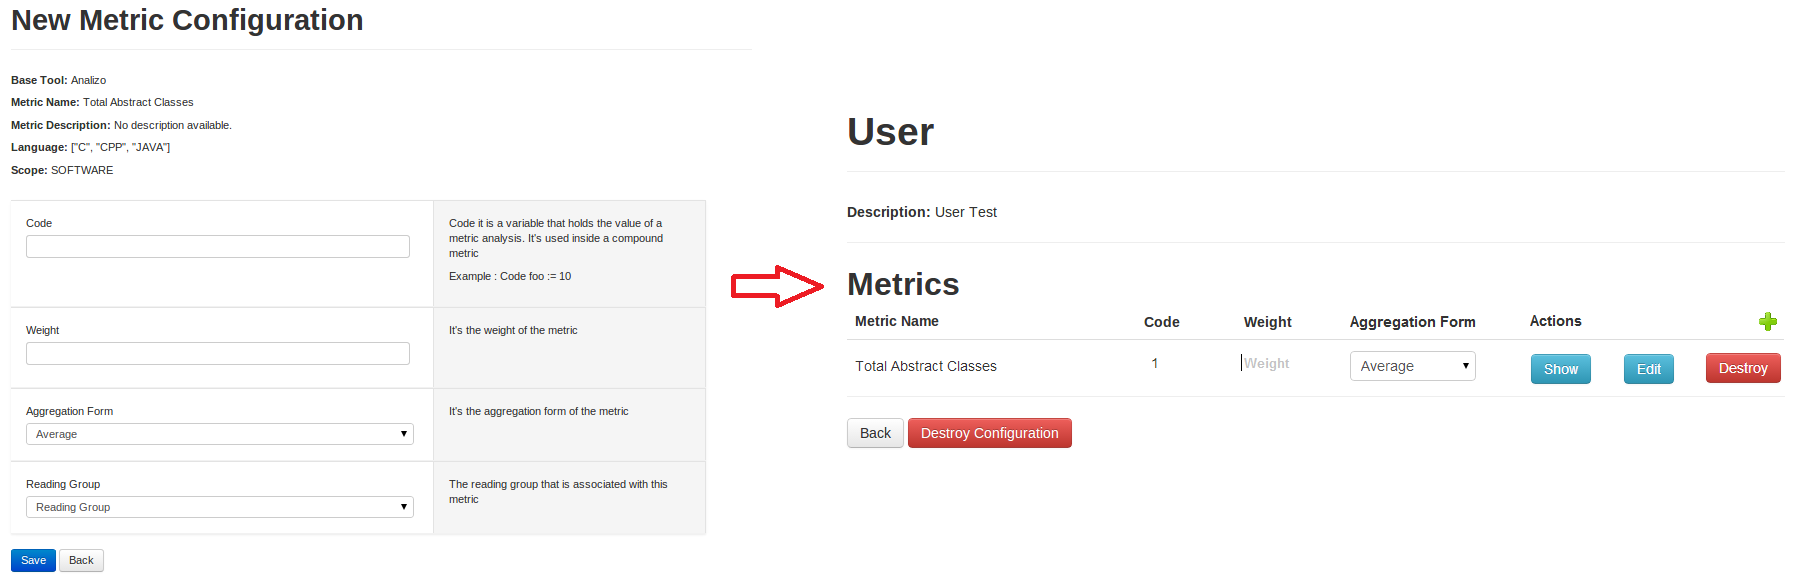 New Metric Configuration
Base Tool: Analizo
Metric Name: Total Abstract Classes
Metric Description: No description available.
Language: ["C", "CPP", "JAVA"]
Scope: SOFTWARE
Code
Code it is a variable that holds the value of a
metric analysis. It's used inside a compound
metric
Example : Code foo := 10
Weight
It's the weight of the metric
Aggregation Form
Average
It's the aggregation form of the metric
Reading Group
Reading Group
The reading group that is associated with this
metric
Save Back
User
Description: User Test
Metrics
Metric Name Code Weight Aggregation Form Actions
Total Abstract Classes 1 Weight Average Show Edit Destroy
Back Destroy Configuration